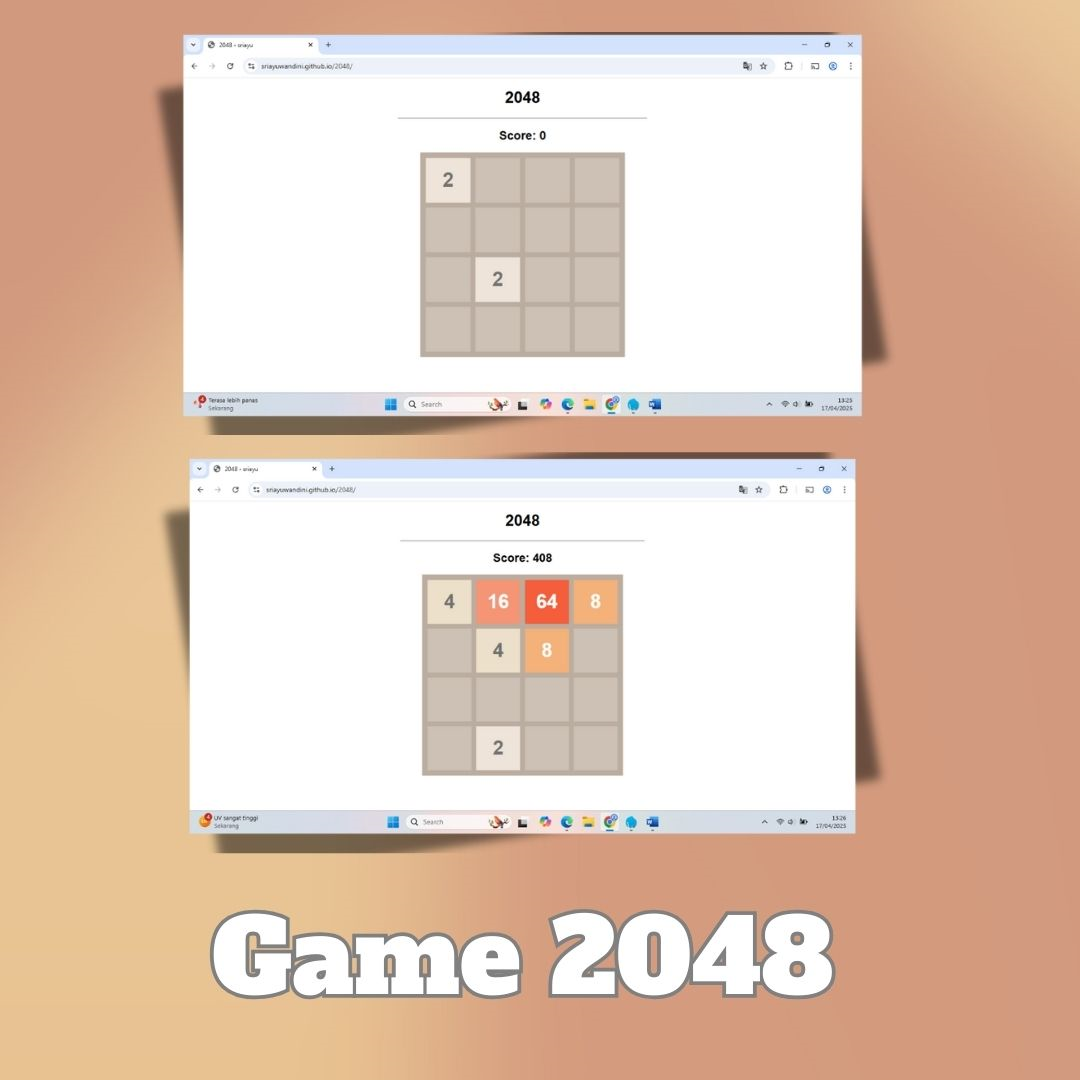 2048 - sriayu
sriayuwandini.github.io/2048/
2048
Score: 0
2
2
Terasa lebih panas
Sekarang
Search
13:25
17/04/2025
2048 - sriayu
sriayuwandini.github.io/2048/
2048
Score: 408
4 16 64 8
4 8
2
UV sangat tinggi
Sekarang
Search
13:26
17/04/2025
Game 2048